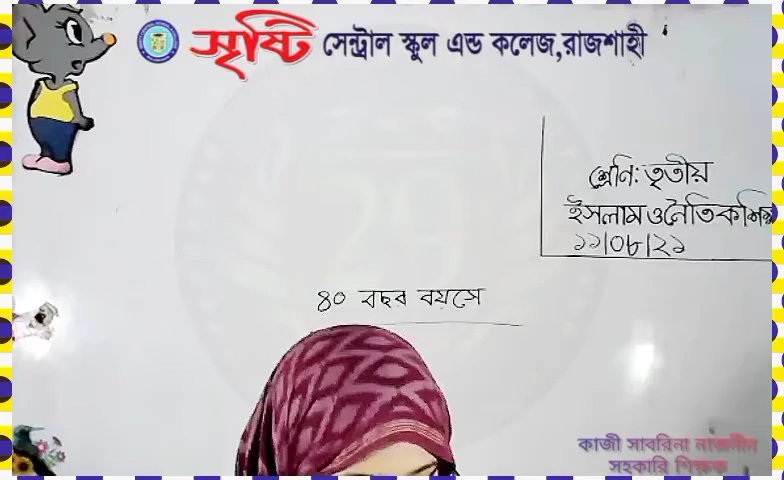 সৃষ্টি সেন্ট্রাল স্কুল এন্ড কলেজ,রাজশাহী
শ্রেণি: তৃতীয়
ইসলাম ও নৈতিক শিক্ষা
১১/০৮/২১
৪০ বছর বয়সে
কাজী সাবরিনা নাজনীন
সহকারি শিক্ষক